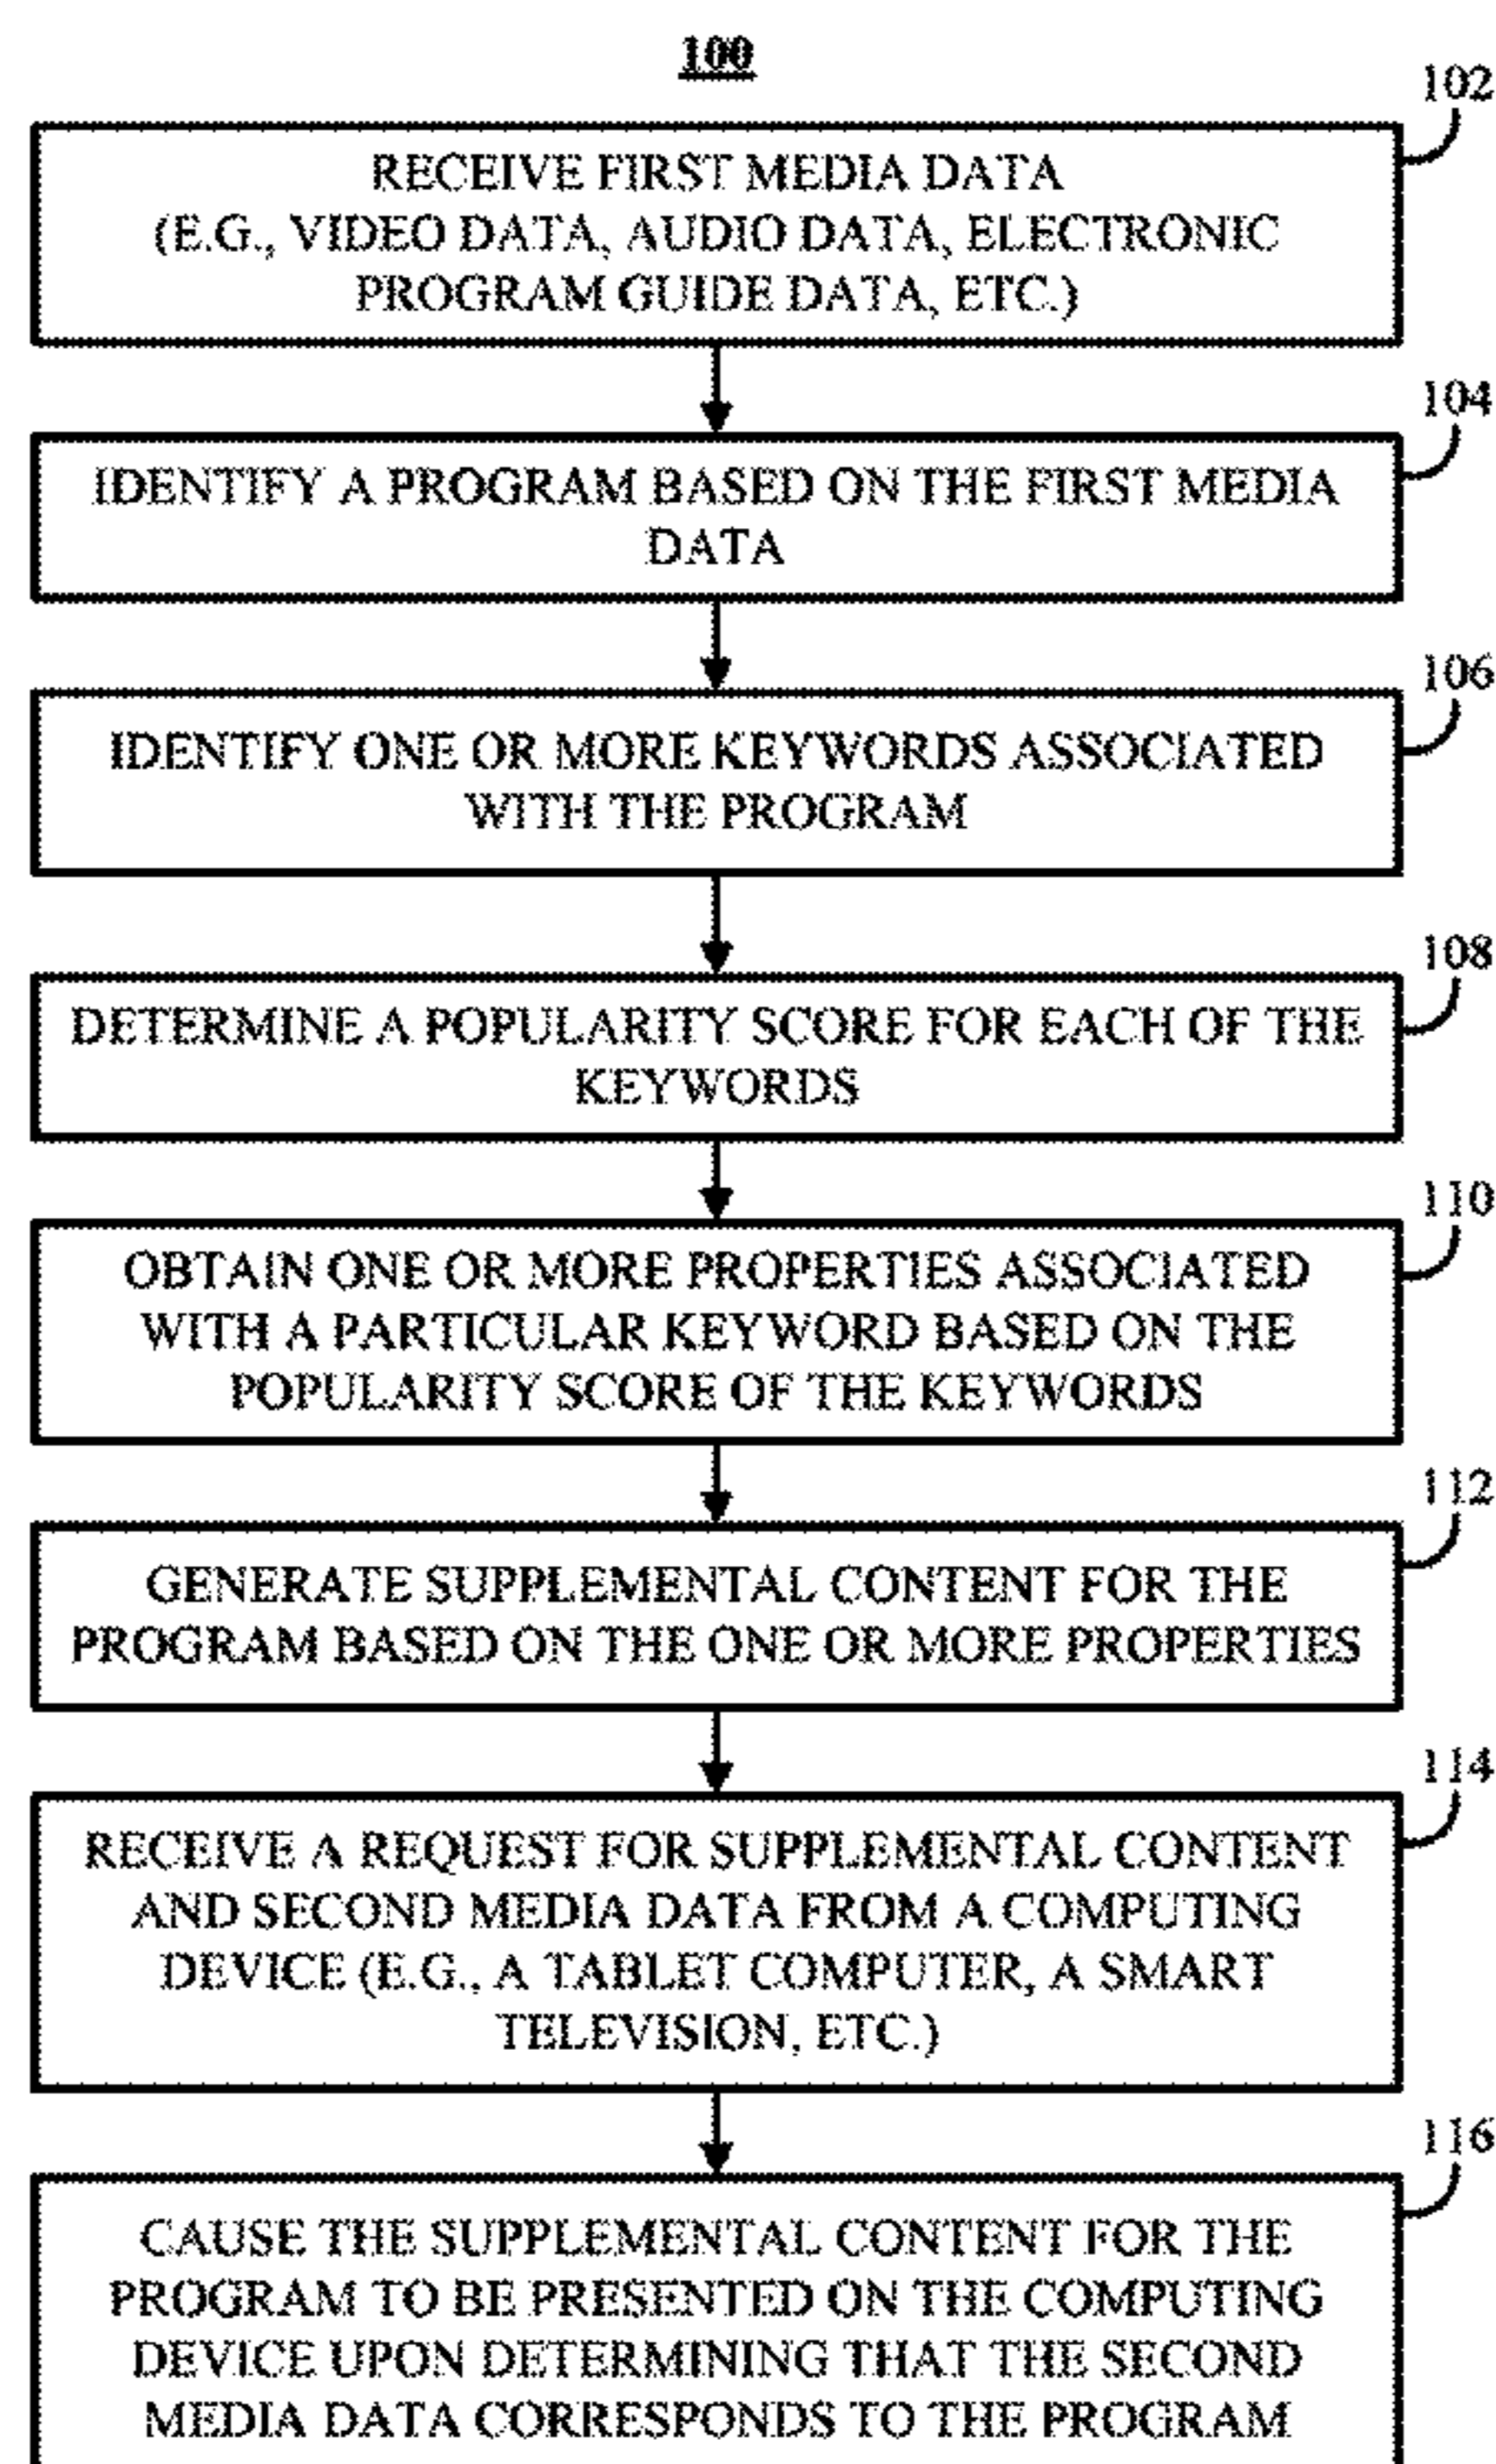 100
102
RECEIVE FIRST MEDIA DATA
(E.G., VIDEO DATA, AUDIO DATA, ELECTRONIC
PROGRAM GUIDE DATA, ETC.)
104
IDENTIFY A PROGRAM BASED ON THE FIRST MEDIA
DATA
106
IDENTIFY ONE OR MORE KEYWORDS ASSOCIATED
WITH THE PROGRAM
108
DETERMINE A POPULARITY SCORE FOR EACH OF THE
KEYWORDS
110
OBTAIN ONE OR MORE PROPERTIES ASSOCIATED
WITH A PARTICULAR KEYWORD BASED ON THE
POPULARITY SCORE OF THE KEYWORDS
112
GENERATE SUPPLEMENTAL CONTENT FOR THE
PROGRAM BASED ON THE ONE OR MORE PROPERTIES
114
RECEIVE A REQUEST FOR SUPPLEMENTAL CONTENT
AND SECOND MEDIA DATA FROM A COMPUTING
DEVICE (E.G., A TABLET COMPUTER, A SMART
TELEVISION, ETC.)
116
CAUSE THE SUPPLEMENTAL CONTENT FOR THE
PROGRAM TO BE PRESENTED ON THE COMPUTING
DEVICE UPON DETERMINING THAT THE SECOND
MEDIA DATA CORRESPONDS TO THE PROGRAM